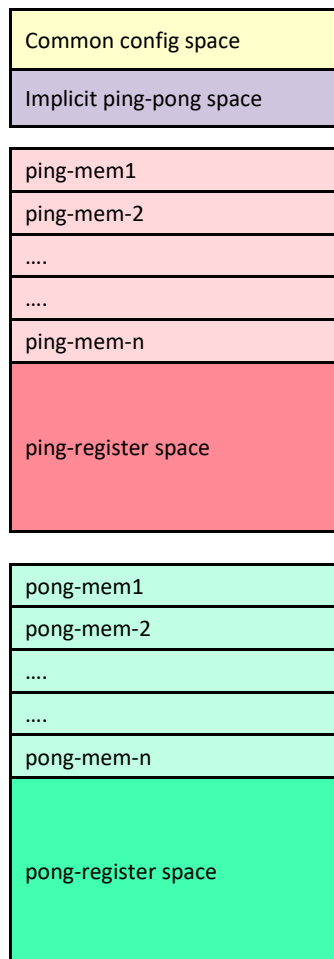 Common config space
Implicit ping-pong space
ping-mem1
ping-mem-2
....
....
ping-mem-n
ping-register space
pong-mem1
pong-mem-2
....
....
pong-mem-n
pong-register space